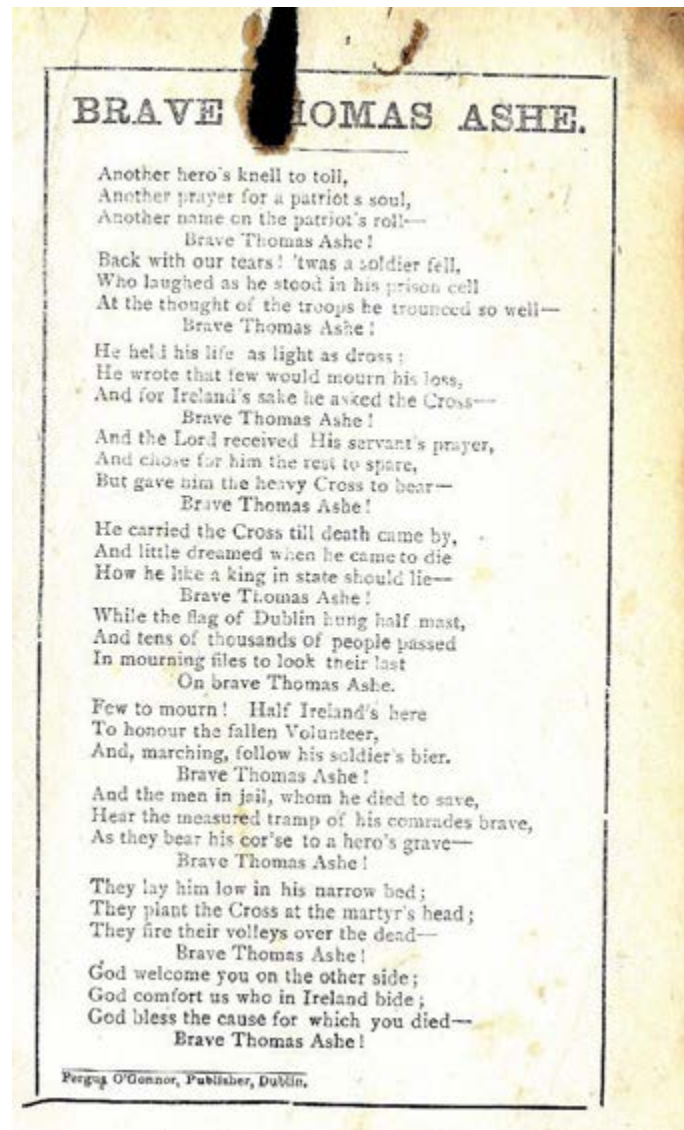 BRAVE THOMAS ASHE.
Another hero's knell to toll,
Another prayer for a patriot s soul,
Another name on the patriot's roll—
Brave Thomas Ashe!
Back with our tears! 'twas a soldier fell,
Who laughed as he stood in his prison cell
At the thought of the troops he trounced so well—
Brave Thomas Ashe!
He held his life as light as dross;
He wrote that few would mourn his loss,
And for Ireland's sake he asked the Cross—
Brave Thomas Ashe!
And the Lord received His servant's prayer,
And chose for him the rest to spare,
But gave him the heavy Cross to bear—
Brave Thomas Ashe!
He carried the Cross till death came by,
And little dreamed when he came to die
How he like a king in state should lie—
Brave Thomas Ashe!
While the flag of Dublin hung half mast,
And tens of thousands of people passed
In mourning files to look their last
On brave Thomas Ashe.
Few to mourn! Half Ireland's here
To honour the fallen Volunteer,
And, marching, follow his soldier's bier.
Brave Thomas Ashe!
And the men in jail, whom he died to save,
Hear the measured tramp of his comrades brave,
As they bear his cor'se to a hero's grave—
Brave Thomas Ashe!
They lay him low in his narrow bed;
They plant the Cross at the martyr's head;
They fire their volleys over the dead—
Brave Thomas Ashe!
God welcome you on the other side;
God comfort us who in Ireland bide;
God bless the cause for which you died—
Brave Thomas Ashe!
Fergus O'Connor, Publisher, Dublin.